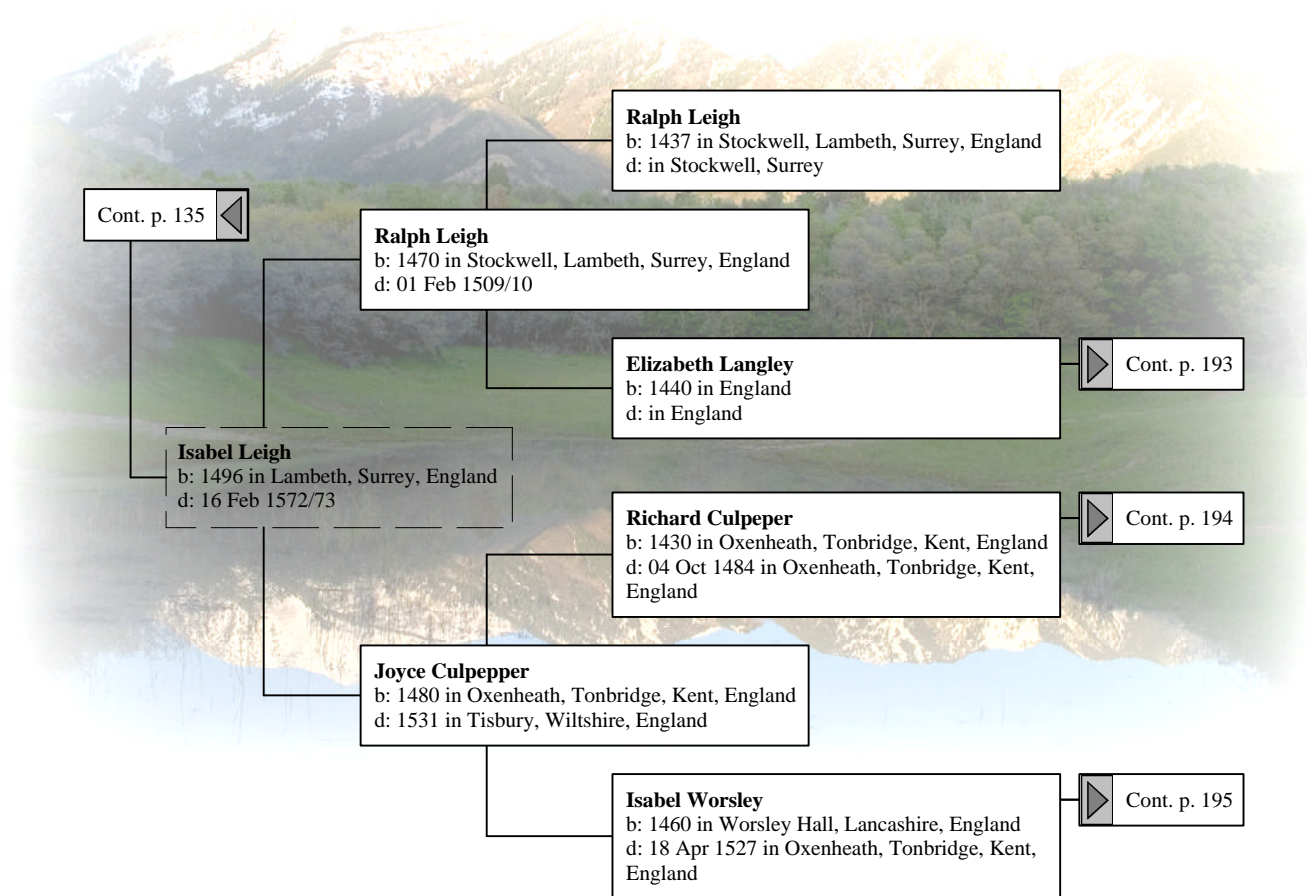 Ralph Leigh
b: 1437 in Stockwell, Lambeth, Surrey, England
d: in Stockwell, Surrey
Cont. p. 135
Ralph Leigh
b: 1470 in Stockwell, Lambeth, Surrey, England
d: 01 Feb 1509/10
Elizabeth Langley
b: 1440 in England
d: in England
Cont. p. 193
Isabel Leigh
b: 1496 in Lambeth, Surrey, England
d: 16 Feb 1572/73
Richard Culpeper
b: 1430 in Oxenheath, Tonbridge, Kent, England
d: 04 Oct 1484 in Oxenheath, Tonbridge, Kent,
England
Cont. p. 194
Joyce Culpepper
b: 1480 in Oxenheath, Tonbridge, Kent, England
d: 1531 in Tisbury, Wiltshire, England
Isabel Worsley
b: 1460 in Worsley Hall, Lancashire, England
d: 18 Apr 1527 in Oxenheath, Tonbridge, Kent,
England
Cont. p. 195